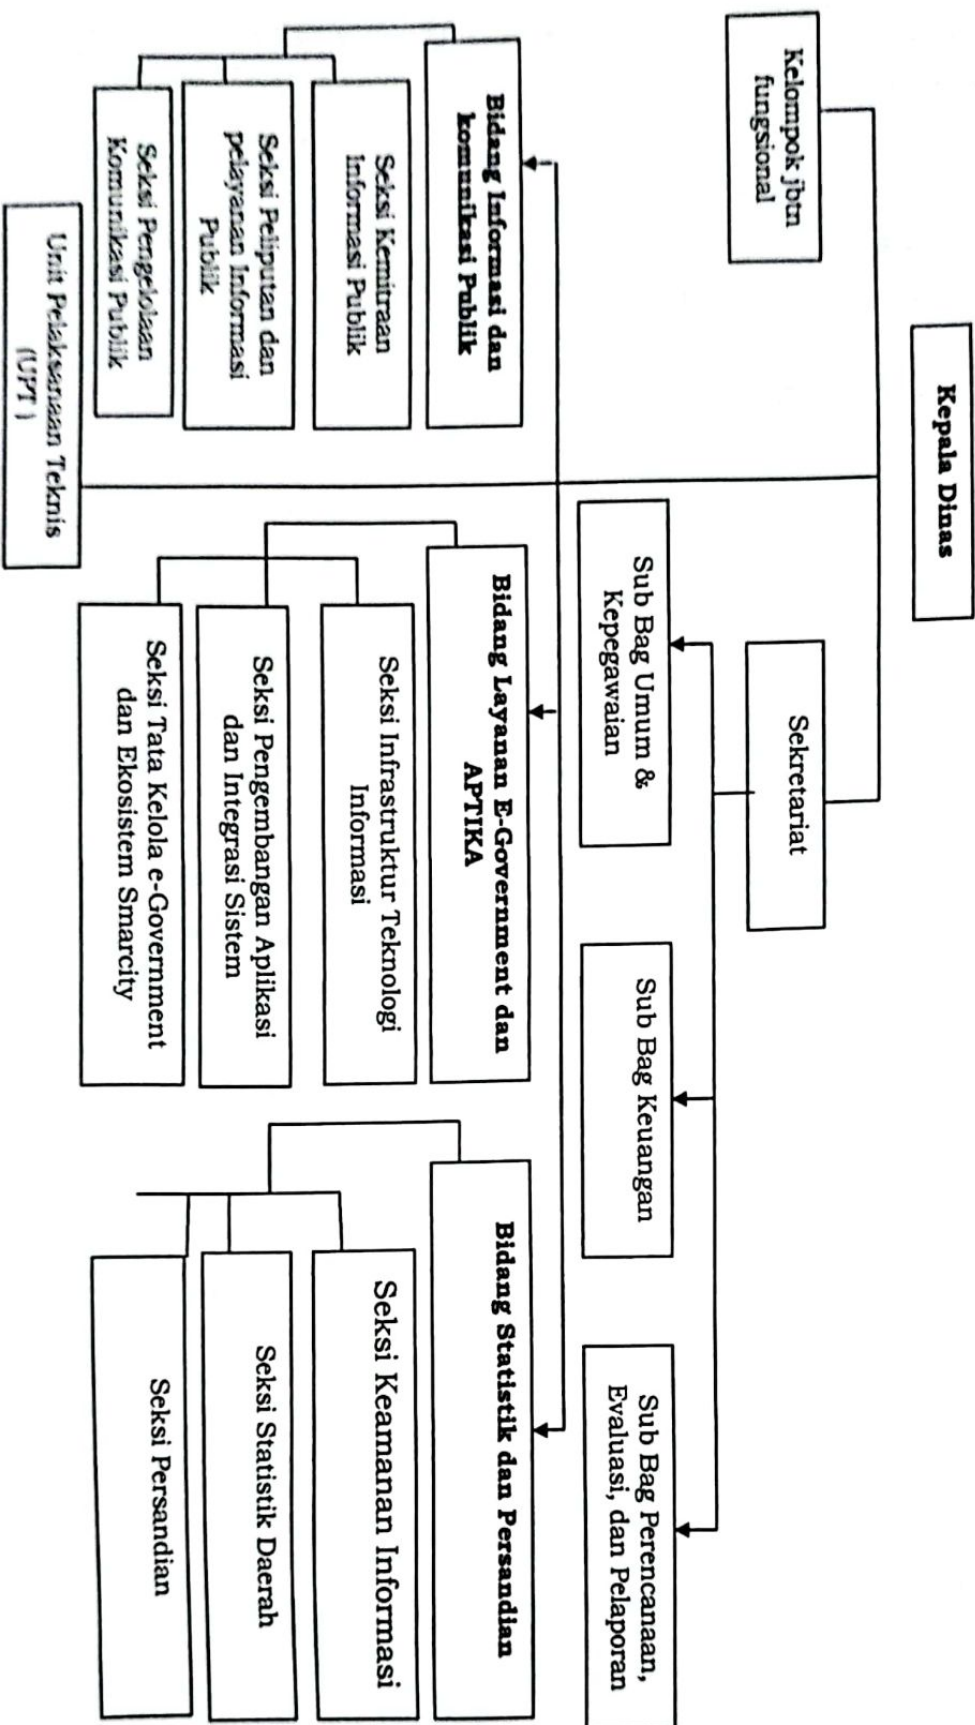 Kepala Dinas
Kelompok jbtn
fungsional
Sekretariat
Sub Bag Umum &
Kepegawaian
Sub Bag Keuangan
Sub Bag Perencanaan,
Evaluasi, dan Pelaporan
Bidang Informasi dan
komunikasi Publik
Seksi Kemitraan
Informasi Publik
Seksi Peliputan dan
pelayanan Informasi
Publik
Seksi Pengelolaan
Komunikasi Publik
Bidang Layanan E-Government dan
APTIKA
Seksi Infrastruktur Teknologi
Informasi
Seksi Pengembangan Aplikasi
dan Integrasi Sistem
Seksi Tata Kelola e-Government
dan Ekosistem Smarcity
Bidang Statistik dan Persandian
Seksi Keamanan Informasi
Seksi Statistik Daerah
Seksi Persandian
Unit Pelaksanaan Teknis
(UPT )